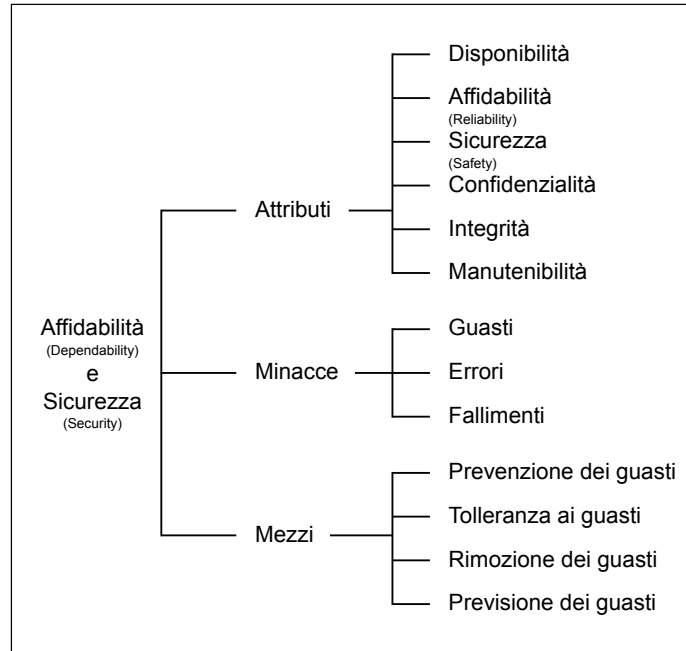 Disponibilità
Affidabilità
(Reliability)
Sicurezza
(Safety)
Confidenzialità
Integrità
Manutenibilità
Attributi
Affidabilità
(Dependability)
e
Sicurezza
(Security)
Minacce
Guasti
Errori
Fallimenti
Mezzi
Prevenzione dei guasti
Tolleranza ai guasti
Rimozione dei guasti
Previsione dei guasti